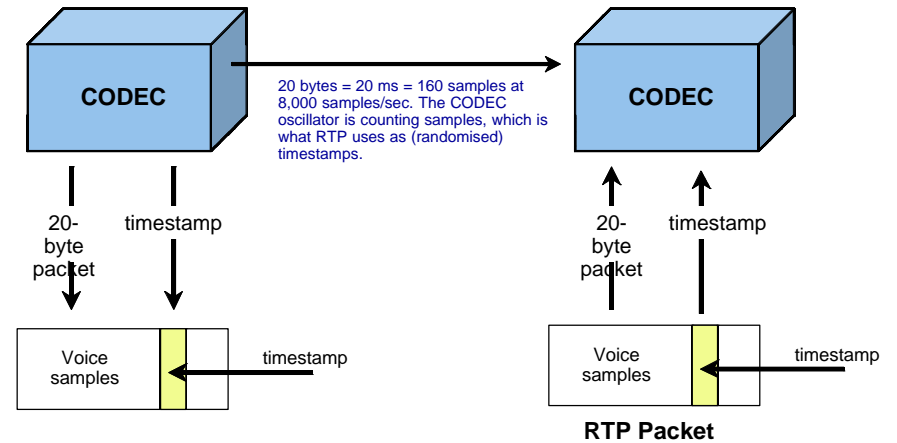 CODEC
CODEC
20 bytes = 20 ms = 160 samples at
8,000 samples/sec. The CODEC
oscillator is counting samples, which is
what RTP uses as (randomised)
timestamps.
20-
byte
packet
timestamp
20-
byte
packet
timestamp
Voice
samples
timestamp
Voice
samples
timestamp
RTP Packet